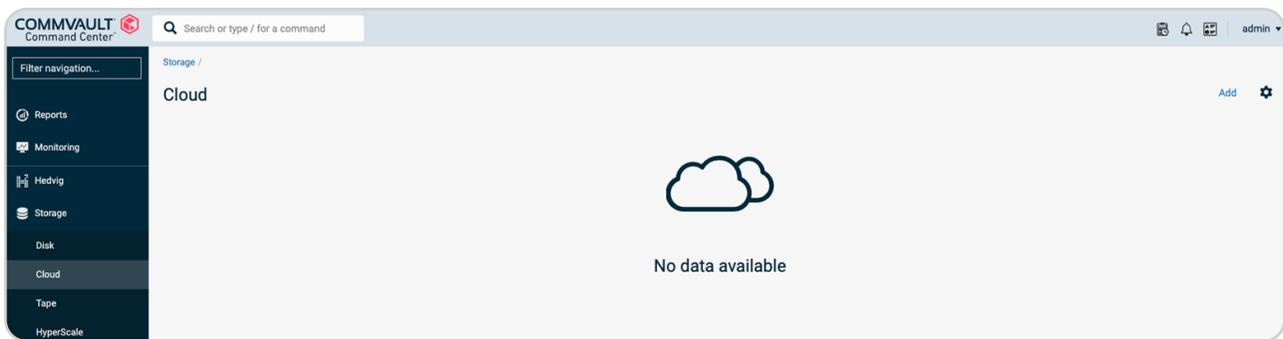 COMMVAULT
Command Center
Search or type / for a command
admin
Filter navigation...
Storage /
Cloud
Add
Reports
Monitoring
Hedvig
Storage
Disk
Cloud
Tape
HyperScale
No data available